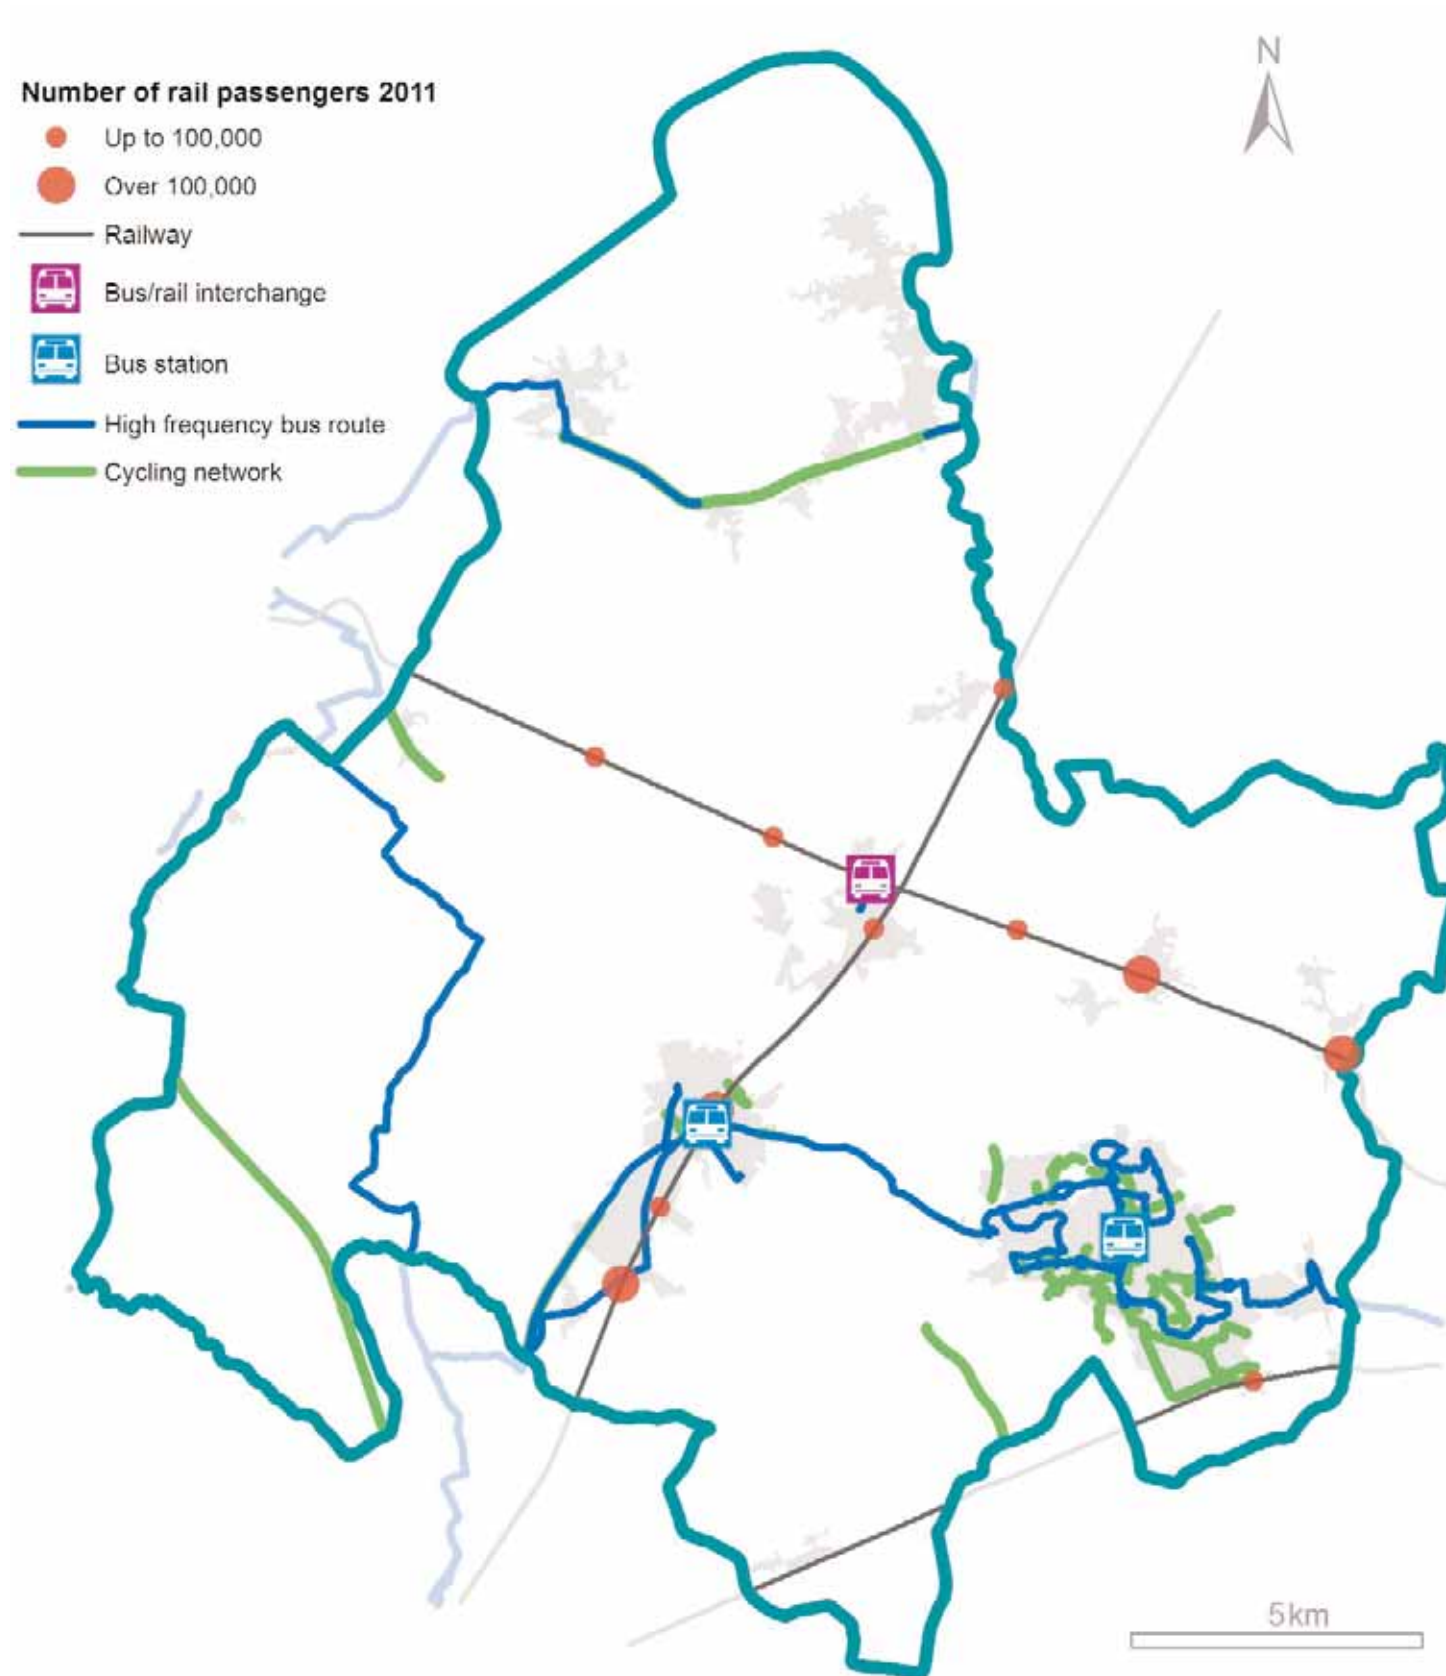 N
Number of rail passengers 2011
Up to 100,000
Over 100,000
Railway
Bus/rail interchange
Bus station
High frequency bus route
Cycling network
5km